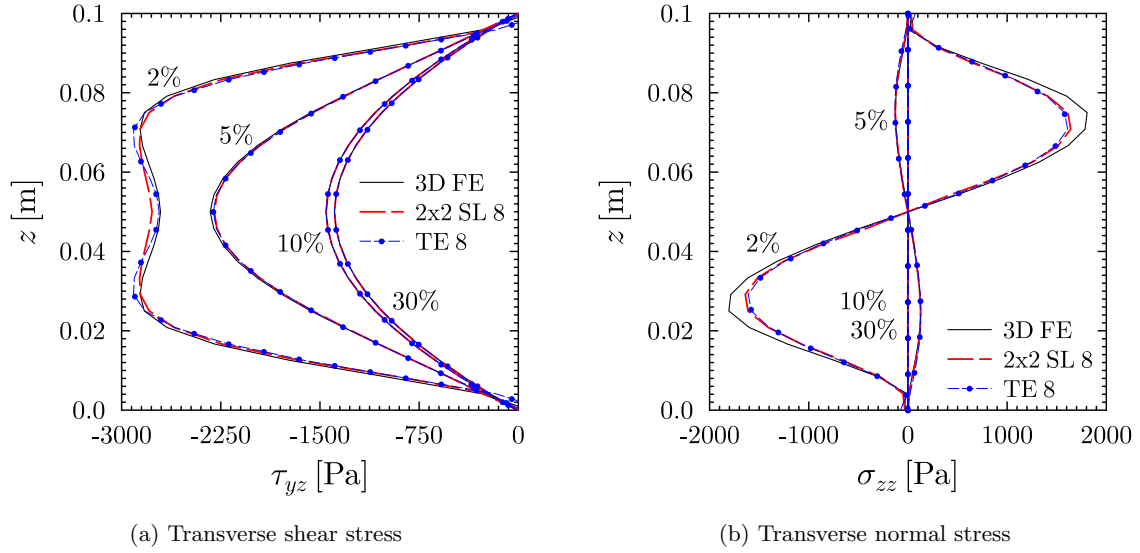 0.1
0.08
0.06
0.04
0.02
0.0
z [m]
2%
5%
10%
30%
3D FE
2x2 SL 8
TE 8
-3000 -2250 -1500 -750 0
τyz [Pa]
(a) Transverse shear stress
0.1
0.08
0.06
0.04
0.02
0.0
z [m]
5%
2%
10%
30%
3D FE
2x2 SL 8
TE 8
-2000 -1000 0 1000 2000
σzz [Pa]
(b) Transverse normal stress